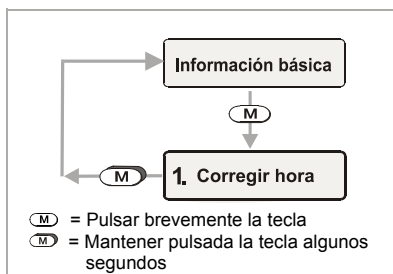 Información básica
M
M
1. Corregir hora
M = Pulsar brevemente la tecla
M = Mantener pulsada la tecla algunos
segundos